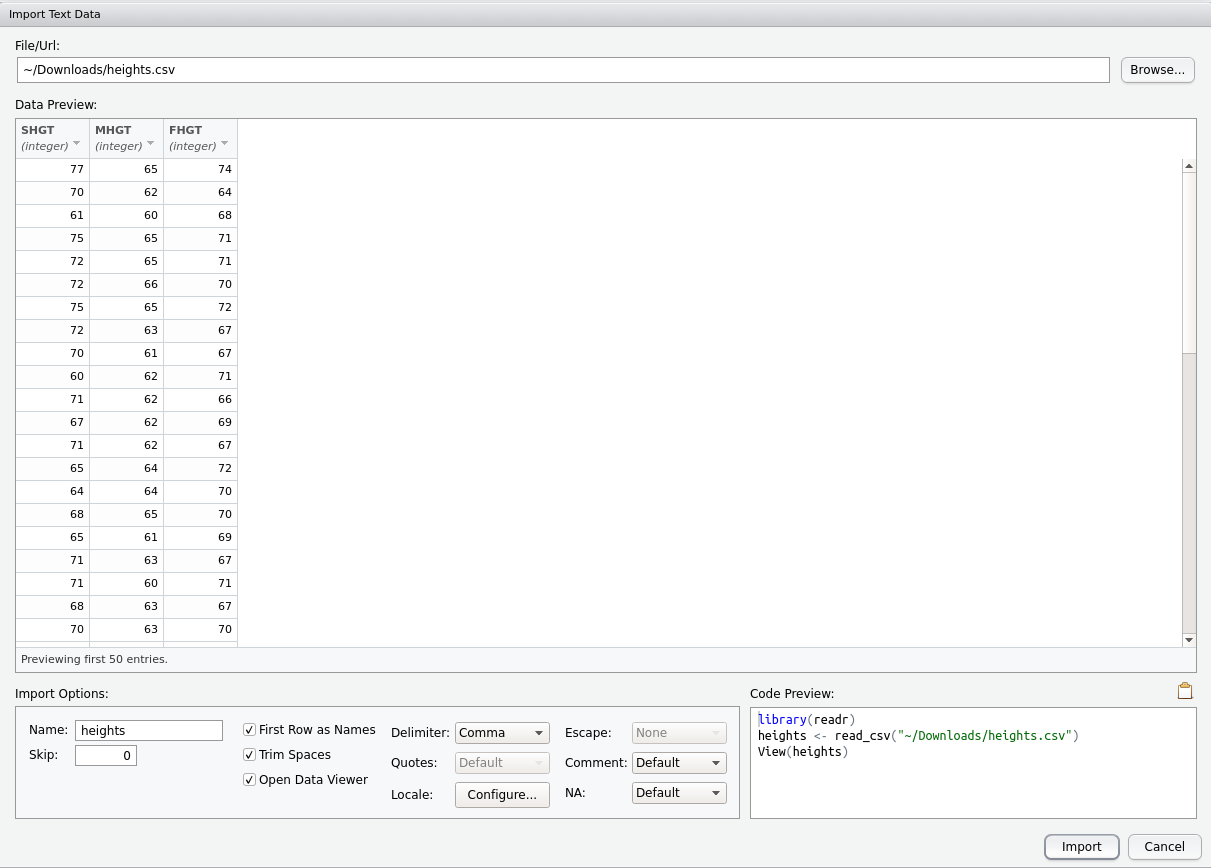 Import Text Data
File/Url:
~/Downloads/heights.csv
Browse...
Data Preview:
SHGT MHGT FHGT
(integer) (integer) (integer)
77 65 74
70 62 64
61 60 68
75 65 71
72 65 71
72 66 70
75 65 72
72 63 67
70 61 67
60 62 71
71 62 66
67 62 69
71 62 67
65 64 72
64 64 70
68 65 70
65 61 69
71 63 67
71 60 71
68 63 67
70 63 70
Previewing first 50 entries.
Import Options:
Name: heights
Skip: 0
First Row as Names
Trim Spaces
Open Data Viewer
Delimiter: Comma
Quotes: Default
Locale: Configure...
Escape: None
Comment: Default
NA: Default
Code Preview:
library(readr)
heights <- read_csv("~/Downloads/heights.csv")
View(heights)
Import
Cancel